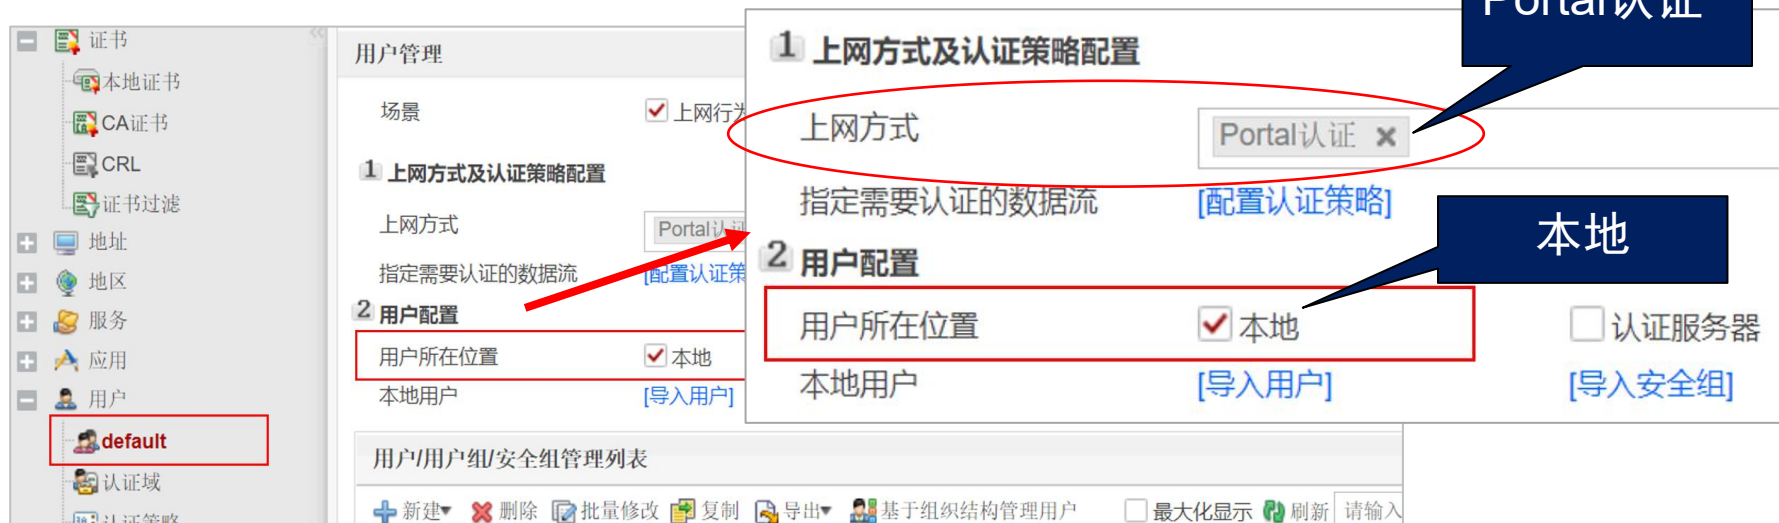 证书
本地证书
CA证书
CRL
证书过滤
地址
地区
服务
应用
用户
default
认证域
认证策略
用户管理
场景 上网行为
1 上网方式及认证策略配置
上网方式 Portal认证
指定需要认证的数据流 [配置认证策
2 用户配置
用户所在位置 本地
本地用户 [导入用户]
用户/用户组/安全组管理列表
新建 删除 批量修改 复制 导出 基于组织结构管理用户 最大化显示 刷新 请输入
Portal认证
1 上网方式及认证策略配置
上网方式 Portal认证
指定需要认证的数据流 [配置认证策略]
本地
2 用户配置
用户所在位置 本地 认证服务器
本地用户 [导入用户] [导入安全组]